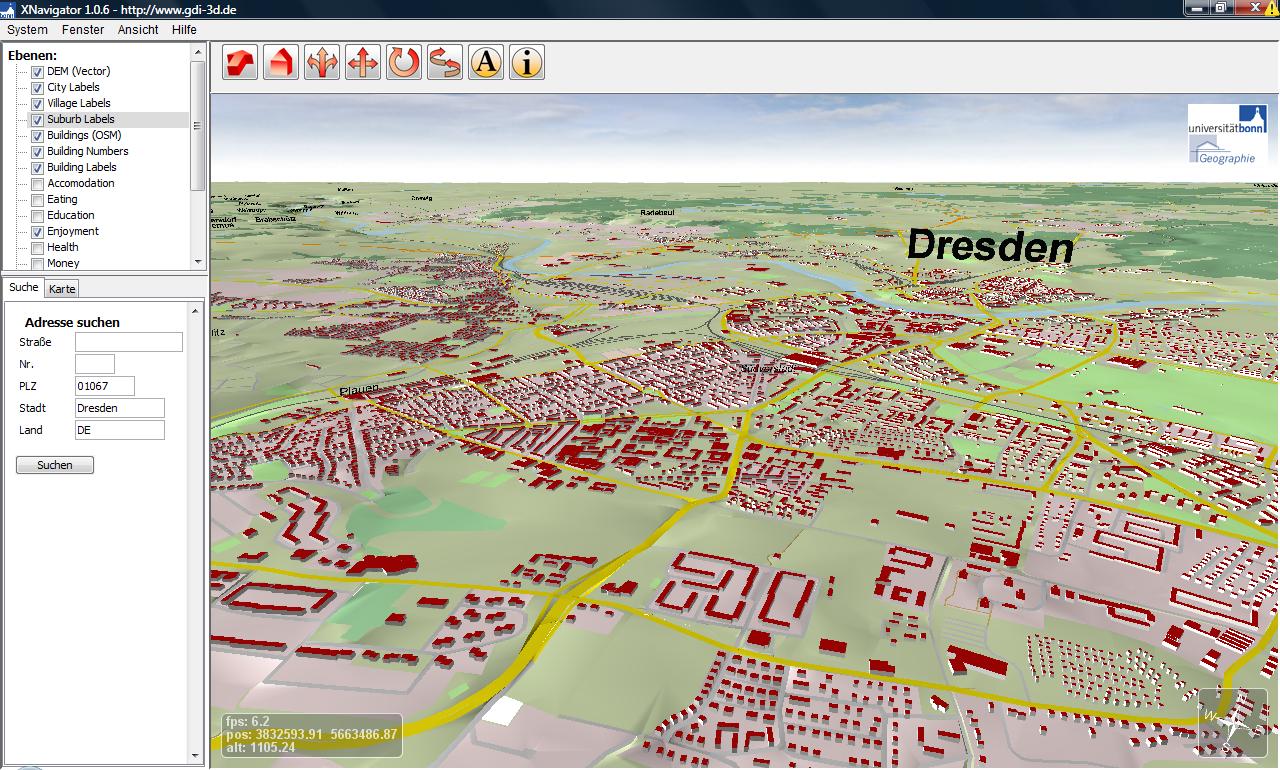 XNavigator 1.0.6 - http://www.gdi-3d.de
System Fenster Ansicht Hilfe
Ebenen:
DEM (Vector)
City Labels
Village Labels
Suburb Labels
Buildings (OSM)
Building Numbers
Building Labels
Accomodation
Eating
Education
Enjoyment
Health
Money
Suche Karte
Adresse suchen
Straße
Nr.
PLZ 01067
Stadt Dresden
Land DE
Suchen
A i
universitätbonn
Geographie
Radebeul
Dresden
Plauen
Südvorstadt
fps: 6.2
pos: 3832593.91 5663486.87
alt: 1105.24
W
S